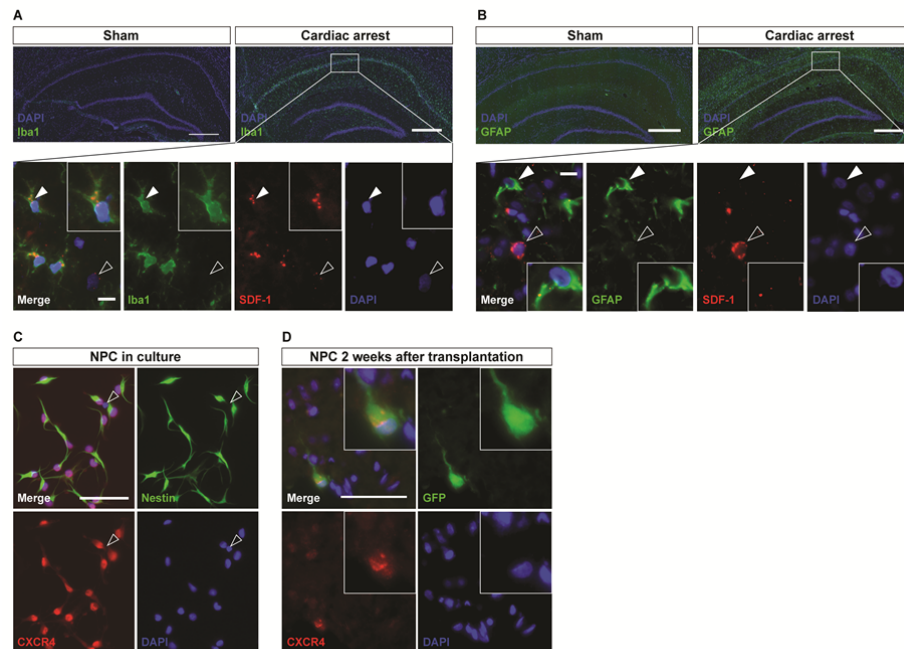 A
Sham
Cardiac arrest
DAPI
Iba1
DAPI
Iba1
Merge
Iba1
SDF-1
DAPI
B
Sham
Cardiac arrest
DAPI
GFAP
DAPI
GFAP
Merge
GFAP
SDF-1
DAPI
C
NPC in culture
Merge
Nestin
CXCR4
DAPI
D
NPC 2 weeks after transplantation
Merge
GFP
CXCR4
DAPI